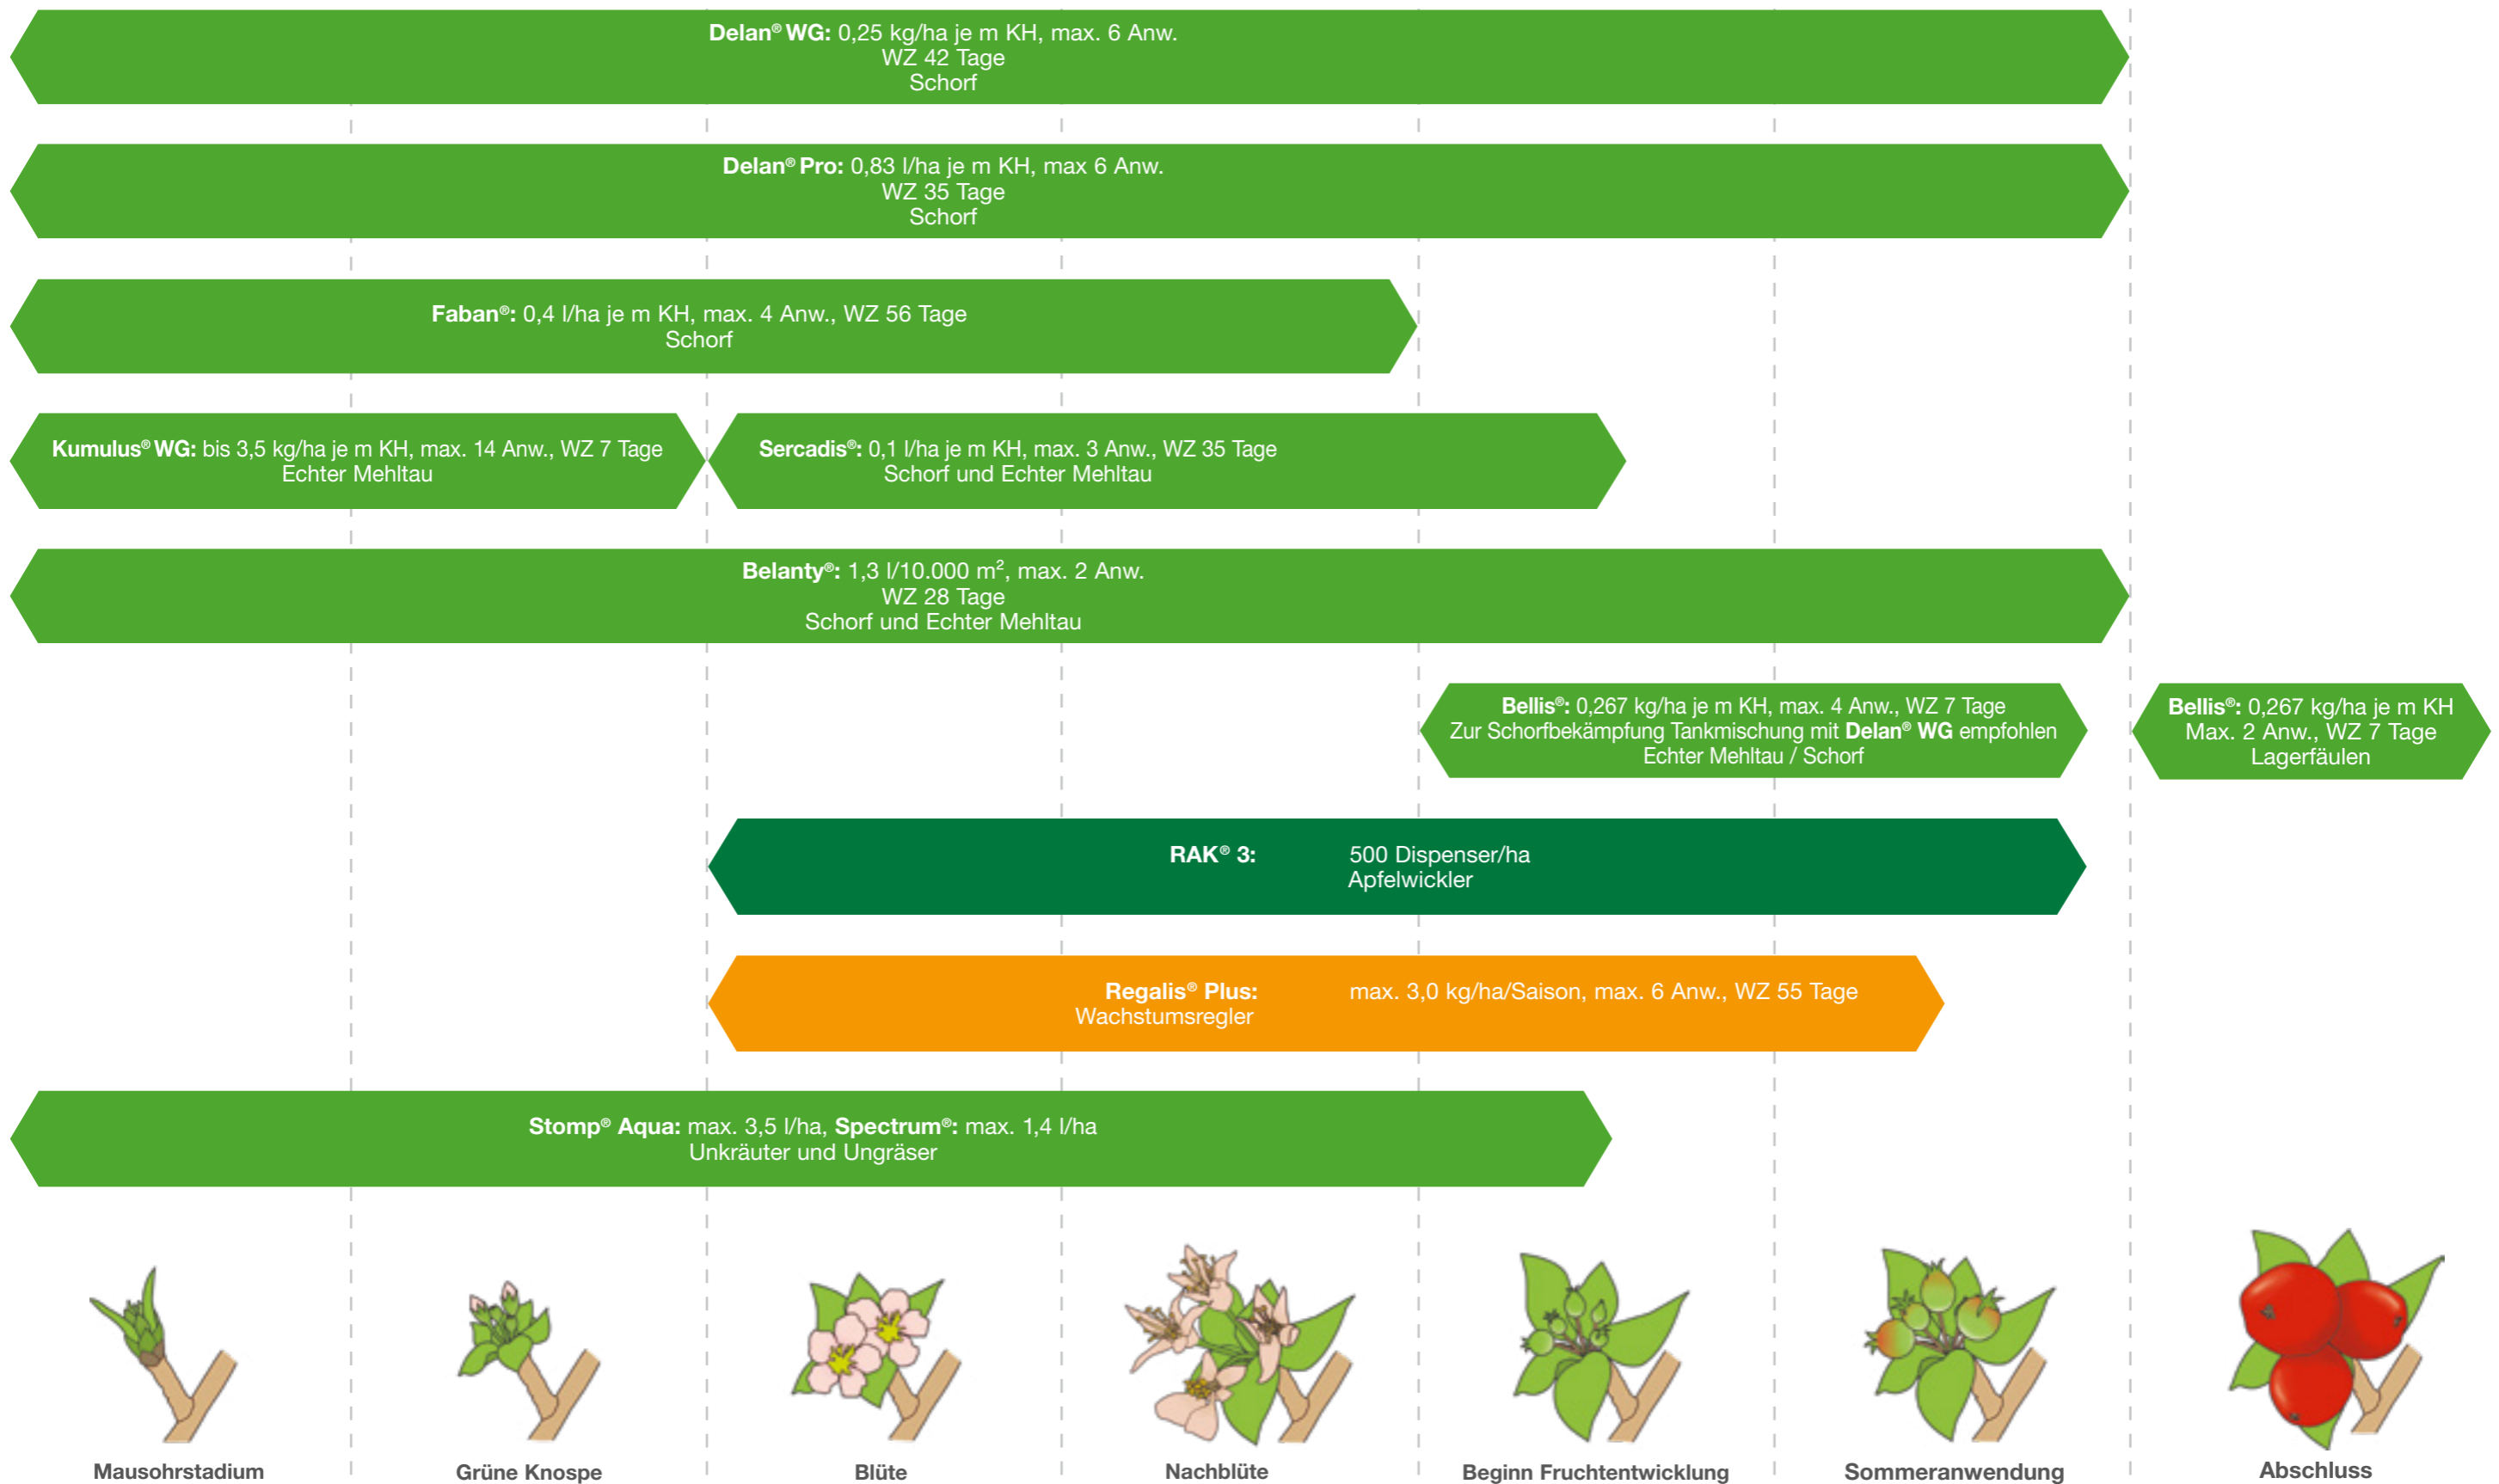 Delan® WG: 0,25 kg/ha je m KH, max. 6 Anw.
WZ 42 Tage
Schorf
Delan® Pro: 0,83 l/ha je m KH, max 6 Anw.
WZ 35 Tage
Schorf
Faban®: 0,4 l/ha je m KH, max. 4 Anw., WZ 56 Tage
Schorf
Kumulus® WG: bis 3,5 kg/ha je m KH, max. 14 Anw., WZ 7 Tage
Echter Mehltau
Sercadis®: 0,1 l/ha je m KH, max. 3 Anw., WZ 35 Tage
Schorf und Echter Mehltau
Belanty®: 1,3 l/10.000 m², max. 2 Anw.
WZ 28 Tage
Schorf und Echter Mehltau
Bellis®: 0,267 kg/ha je m KH, max. 4 Anw., WZ 7 Tage
Zur Schorfbekämpfung Tankmischung mit Delan® WG empfohlen
Echter Mehltau / Schorf
Bellis®: 0,267 kg/ha je m KH
Max. 2 Anw., WZ 7 Tage
Lagerfäulen
RAK® 3: 500 Dispenser/ha
Apfelwickler
Regalis® Plus: max. 3,0 kg/ha/Saison, max. 6 Anw., WZ 55 Tage
Wachstumsregler
Stomp® Aqua: max. 3,5 l/ha, Spectrum®: max. 1,4 l/ha
Unkräuter und Ungräser
Mausohrstadium
Grüne Knospe
Blüte
Nachblüte
Beginn Fruchtentwicklung
Sommeranwendung
Abschluss